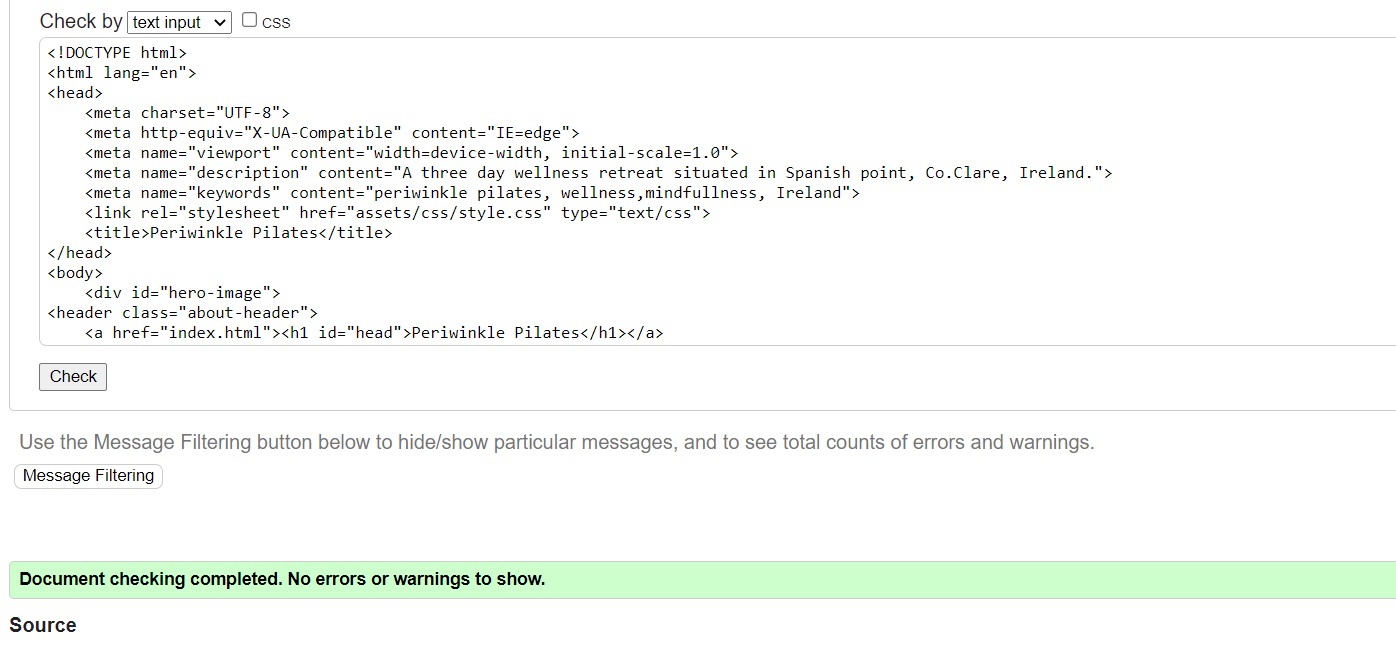 Check by text input CSS
<!DOCTYPE html>
<html lang="en">
<head>
    <meta charset="UTF-8">
    <meta http-equiv="X-UA-Compatible" content="IE=edge">
    <meta name="viewport" content="width=device-width, initial-scale=1.0">
    <meta name="description" content="A three day wellness retreat situated in Spanish point, Co.Clare, Ireland.">
    <meta name="keywords" content="periwinkle pilates, wellness,mindfullness, Ireland">
    <link rel="stylesheet" href="assets/css/style.css" type="text/css">
    <title>Periwinkle Pilates</title>
</head>
<body>
    <div id="hero-image">
<header class="about-header">
    <a href="index.html"><h1 id="head">Periwinkle Pilates</h1></a>
Check
Use the Message Filtering button below to hide/show particular messages, and to see total counts of errors and warnings.
Message Filtering
Document checking completed. No errors or warnings to show.
Source